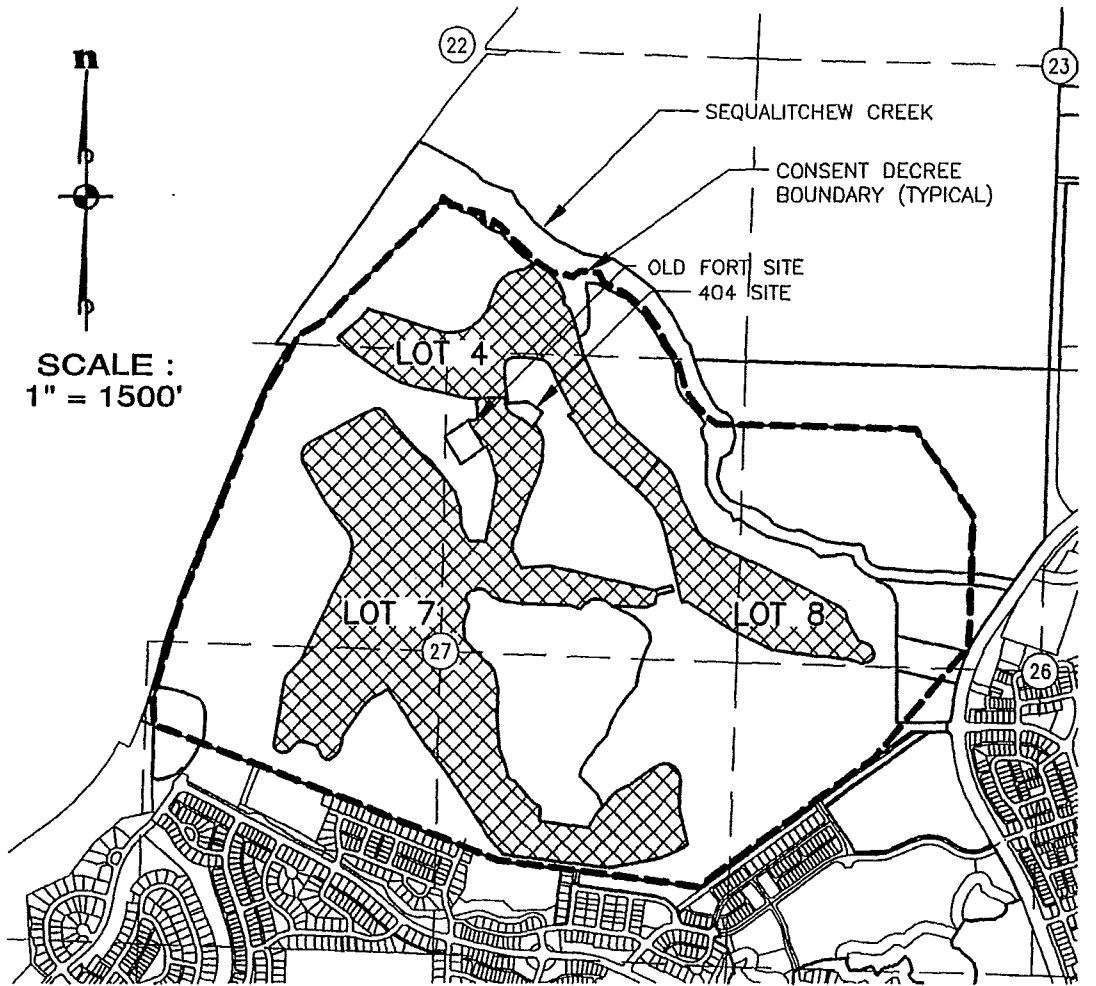 n
22
23
SEQUALITCHEW CREEK
CONSENT DECREE
BOUNDARY (TYPICAL)
OLD FORT SITE
404 SITE
SCALE :
1" = 1500'
LOT 4
LOT 7
LOT 8
27
26